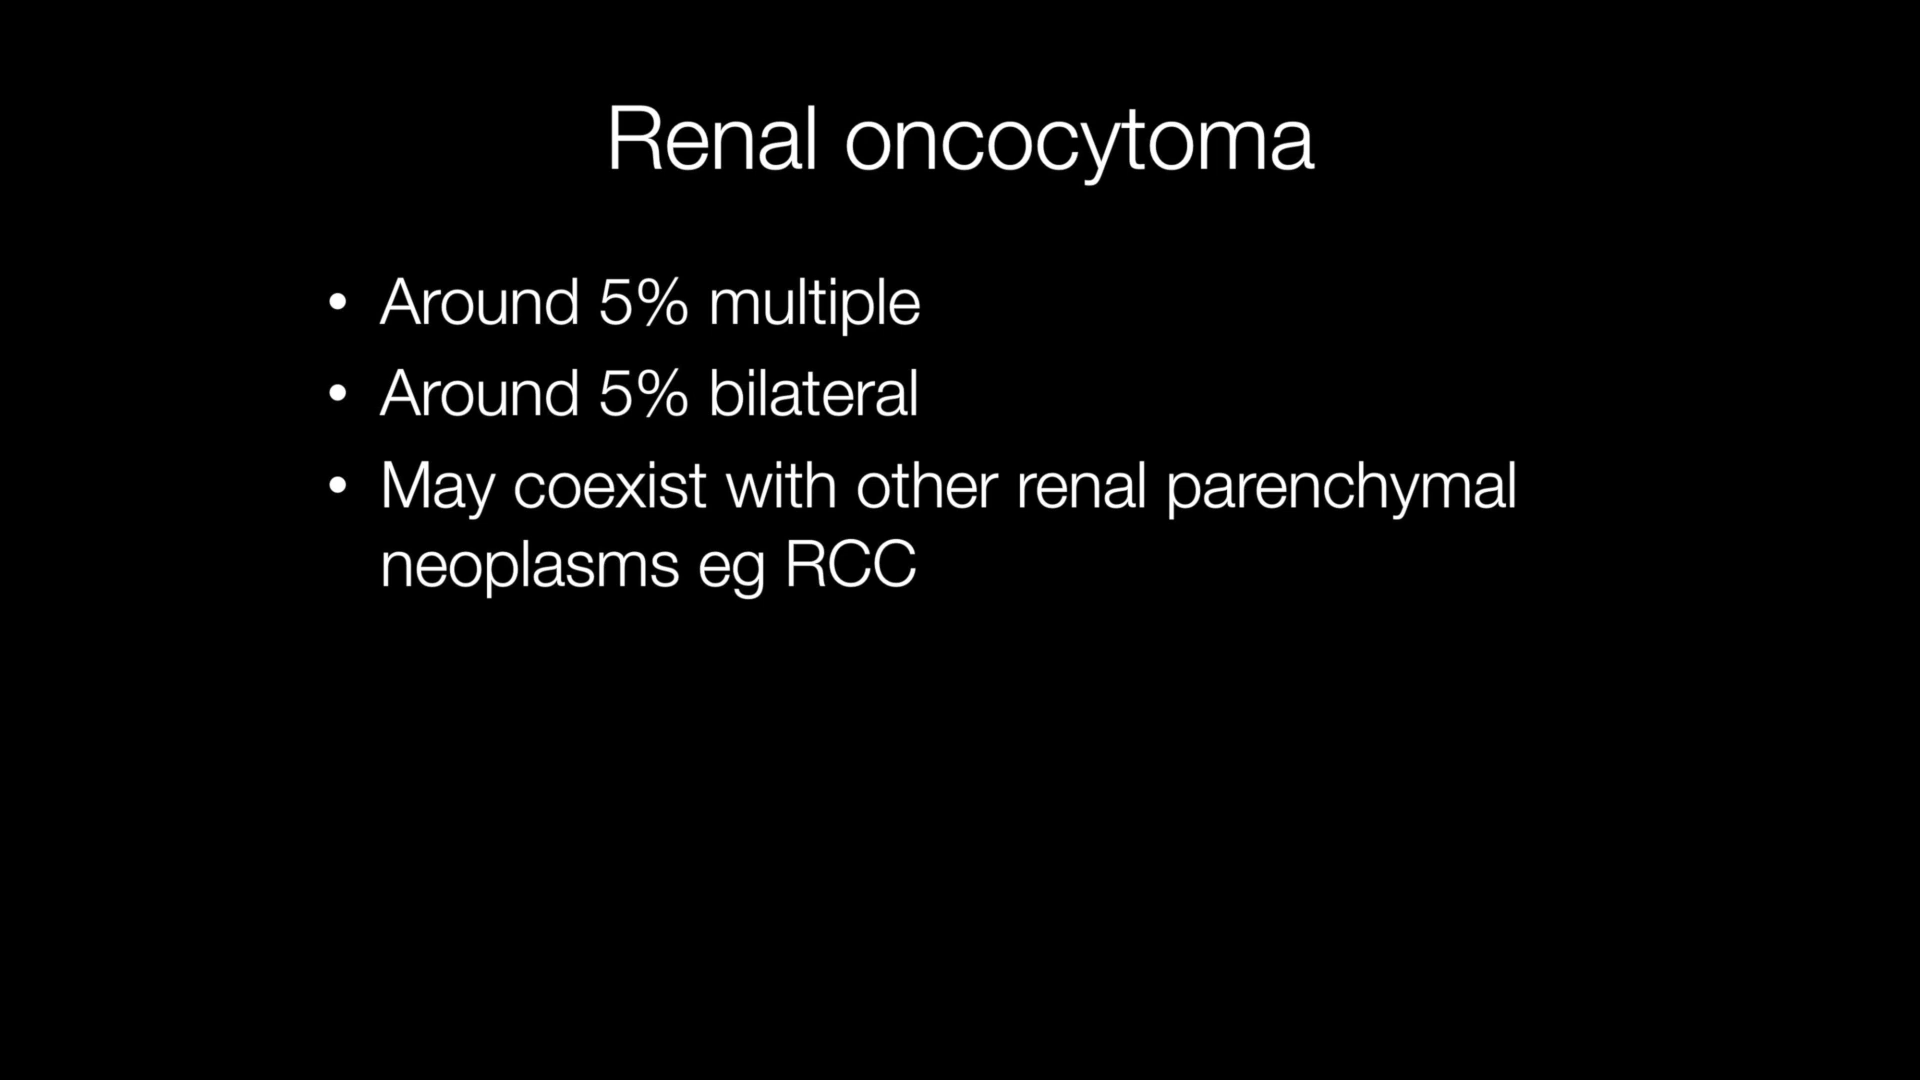 Renal oncocytoma
• Around 5% multiple
• Around 5% bilateral
• May coexist with other renal parenchymal
neoplasms eg RCC